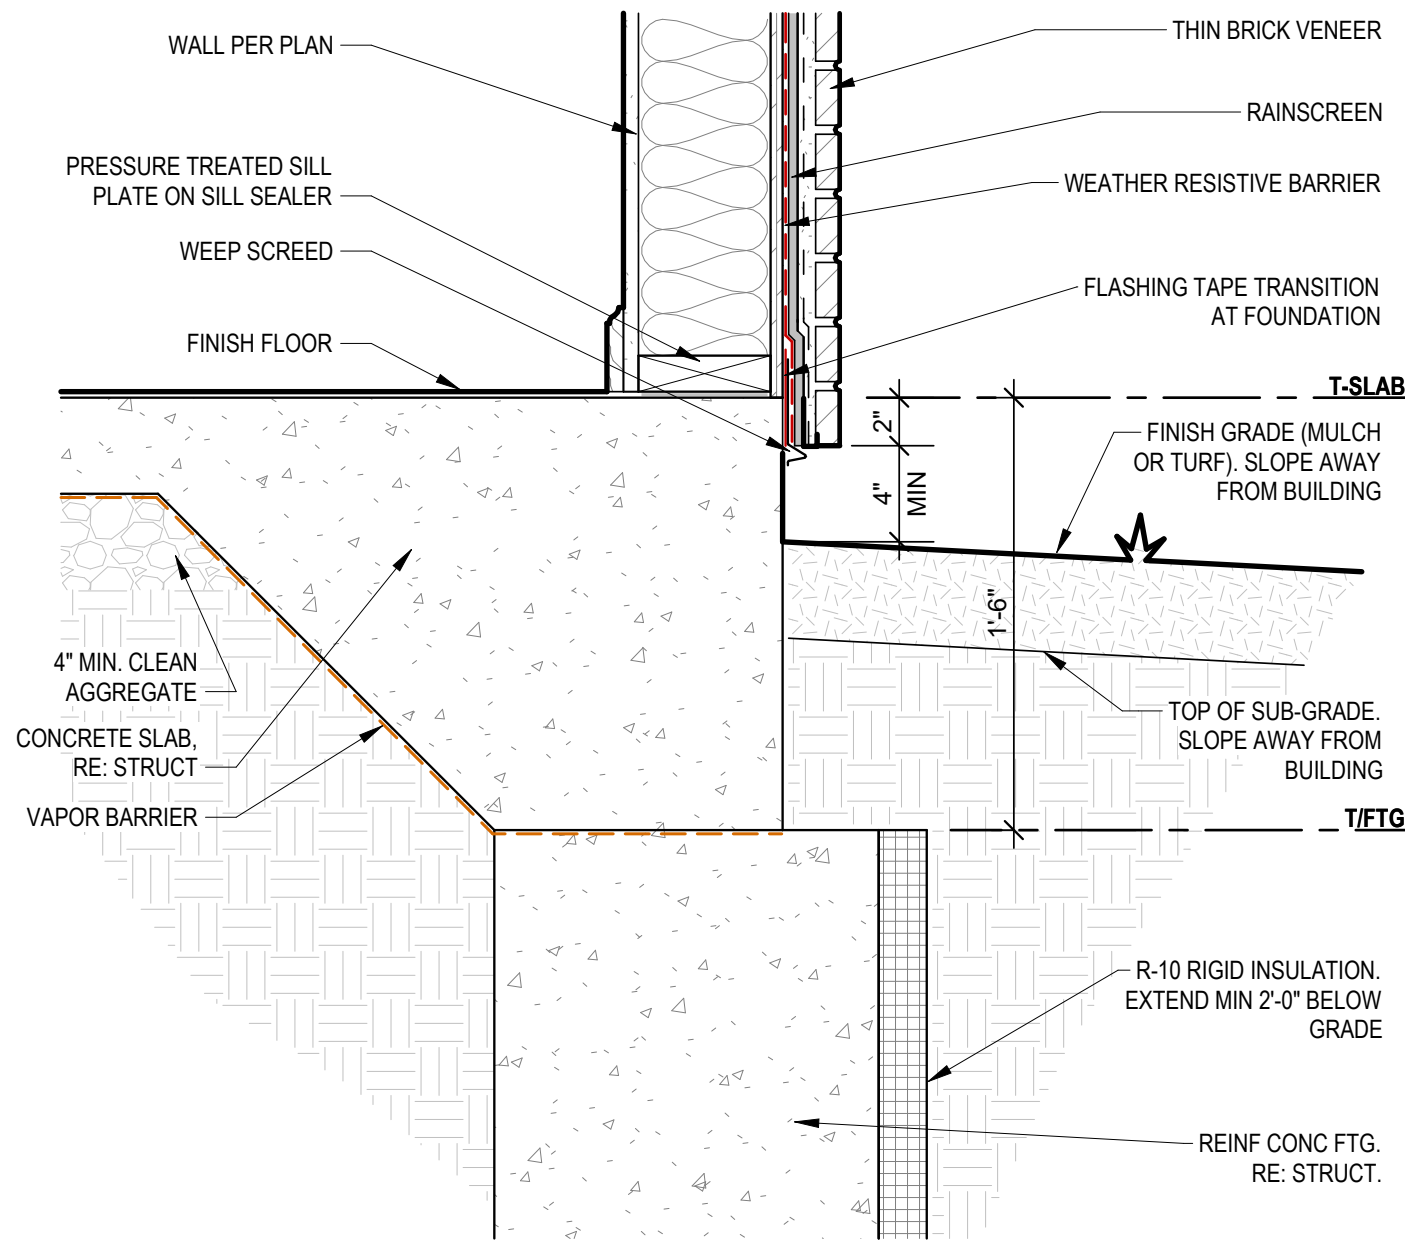 WALL PER PLAN
PRESSURE TREATED SILL
PLATE ON SILL SEALER
WEEP SCREED
FINISH FLOOR
4" MIN. CLEAN
AGGREGATE
CONCRETE SLAB,
RE: STRUCT
VAPOR BARRIER
THIN BRICK VENEER
RAINSCREEN
WEATHER RESISTIVE BARRIER
FLASHING TAPE TRANSITION
AT FOUNDATION
T-SLAB
2"
4"
MIN
1'-6"
FINISH GRADE (MULCH
OR TURF). SLOPE AWAY
FROM BUILDING
TOP OF SUB-GRADE.
SLOPE AWAY FROM
BUILDING
T/FTG
R-10 RIGID INSULATION.
EXTEND MIN 2'-0" BELOW
GRADE
REINF CONC FTG.
RE: STRUCT.